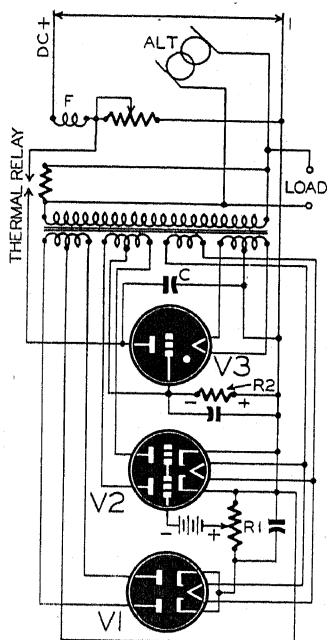 DC+
ALT
F
THERMAL RELAY
LOAD
C
V3
R2
- +
V2
- +
R1
V1